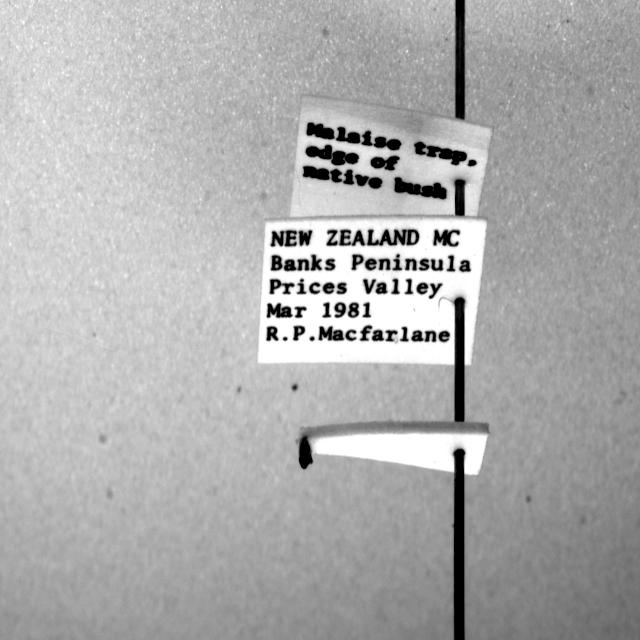 Malaise trap,
edge of
native bush
NEW ZEALAND MC
Banks Peninsula
Prices Valley
Mar 1981
R.P.Macfarlane